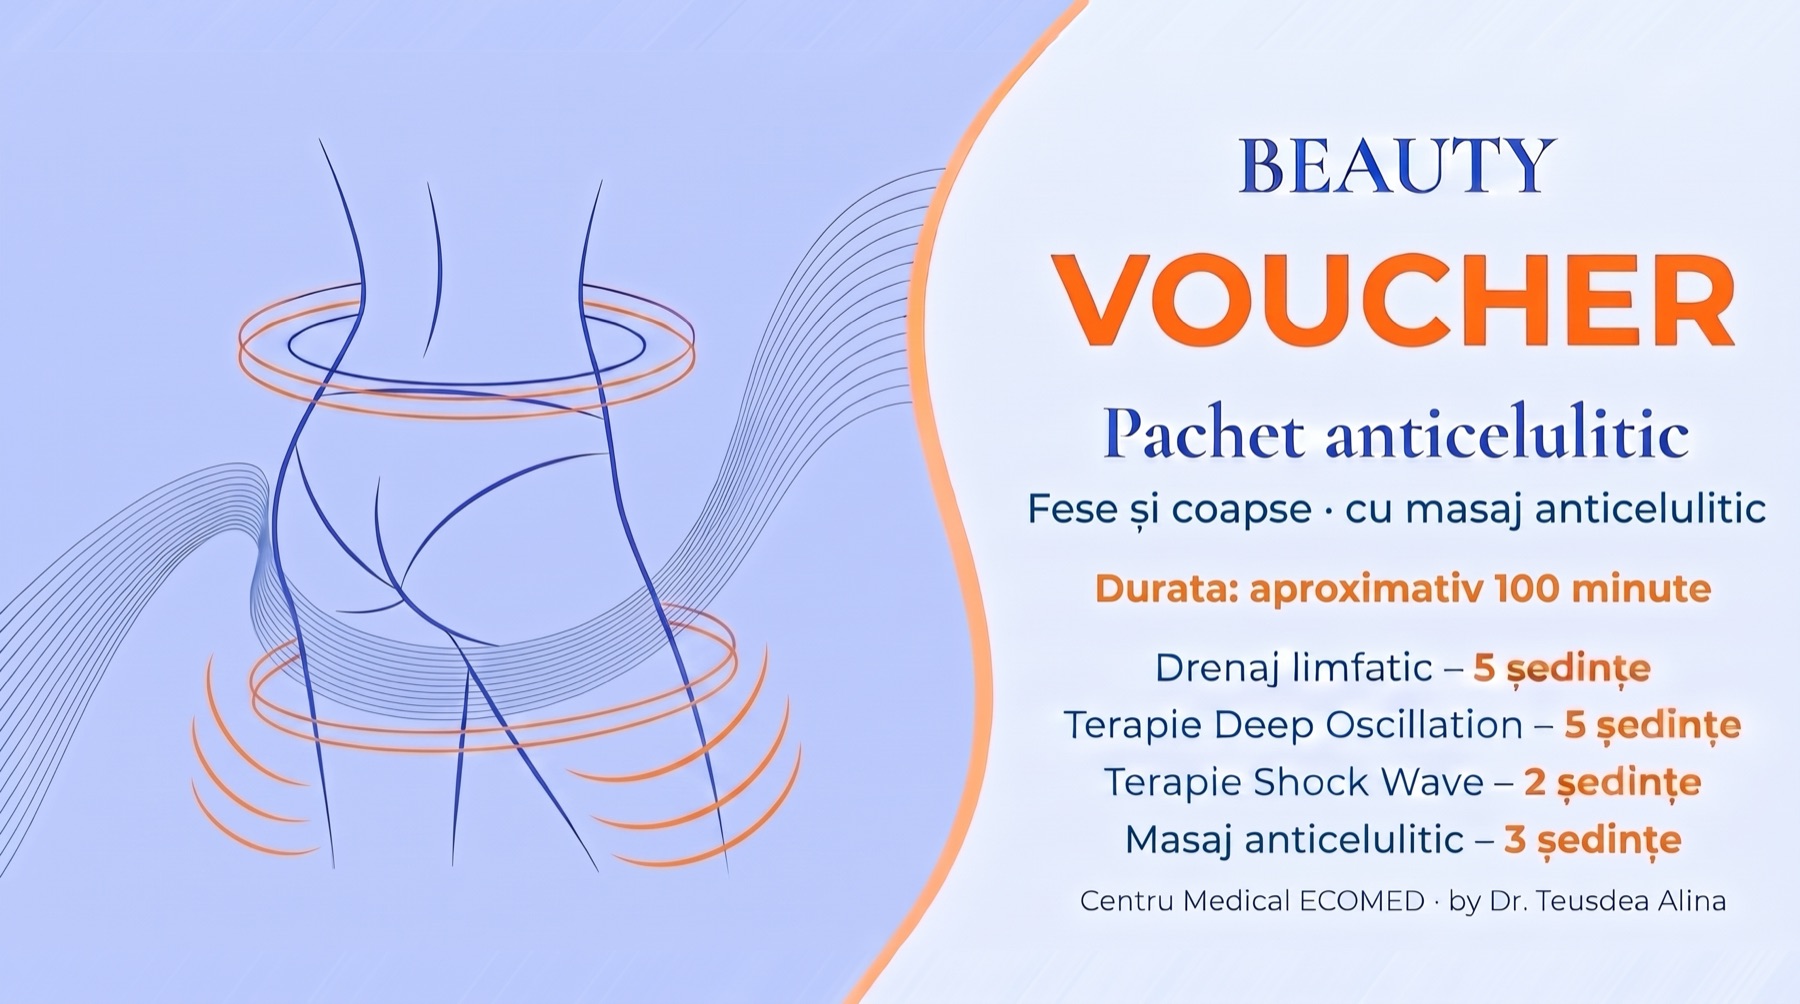 BEAUTY
VOUCHER
Pachet anticelulitic
Fese și coapse · cu masaj anticelulitic
Durata: aproximativ 100 minute
Drenaj limfatic – 5 ședințe
Terapie Deep Oscillation – 5 ședințe
Terapie Shock Wave – 2 ședințe
Masaj anticelulitic – 3 ședințe
Centru Medical ECOMED · by Dr. Teusdea Alina